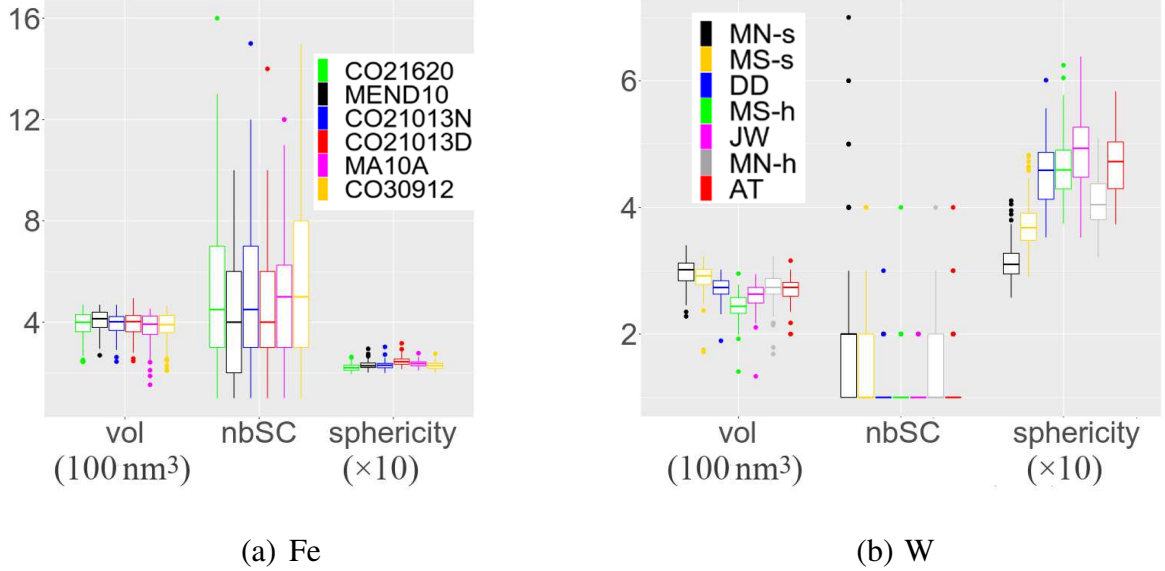 16
12
8
4
CO21620
MEND10
CO21013N
CO21013D
MA10A
CO30912
vol
nbSC
sphericity
(100 nm³)
(×10)
(a) Fe
6
4
2
MN-s
MS-s
DD
MS-h
JW
MN-h
AT
vol
nbSC
sphericity
(100 nm³)
(×10)
(b) W